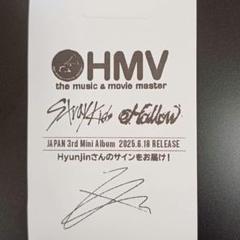 HMV
the music & movie master
Stray Kids Hollow
JAPAN 3rd Mini Album 2025.6.18 RELEASE
Hyunjinさんのサインをお届け!